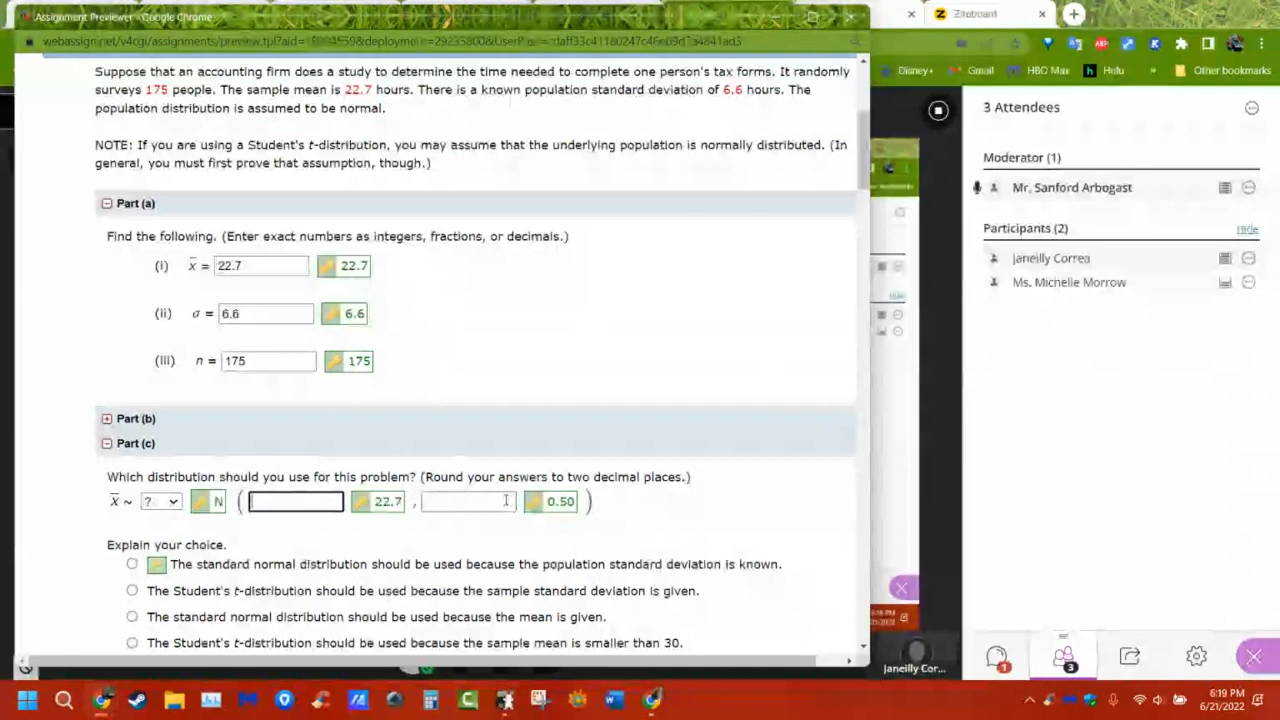 Assignment Previewer - Google Chrome
Zitaboard
Suppose that an accounting firm does a study to determine the time needed to complete one person's tax forms. It randomly
surveys 175 people. The sample mean is 22.7 hours. There is a known population standard deviation of 6.6 hours. The
population distribution is assumed to be normal.
NOTE: If you are using a Student's t-distribution, you may assume that the underlying population is normally distributed. (In
general, you must first prove that assumption, though.)
Part (a)
Find the following. (Enter exact numbers as integers, fractions, or decimals.)
(i) x̄ = 22.7 22.7
(ii) σ = 6.6 6.6
(iii) n = 175 175
Part (b)
Part (c)
Which distribution should you use for this problem? (Round your answers to two decimal places.)
X̄ ~ ? N ( 22.7 , 0.50 )
Explain your choice.
The standard normal distribution should be used because the population standard deviation is known.
The Student's t-distribution should be used because the sample standard deviation is given.
The standard normal distribution should be used because the mean is given.
The Student's t-distribution should be used because the sample mean is smaller than 30.
Disney+ Gmail HBO Max Hulu » Other bookmarks
3 Attendees
Moderator (1)
Mr. Sanford Arbogast
Participants (2) Hide
Janeilly Correa
Ms. Michelle Morrow
Janeilly Cor...
1
3
6:19 PM
6/21/2022